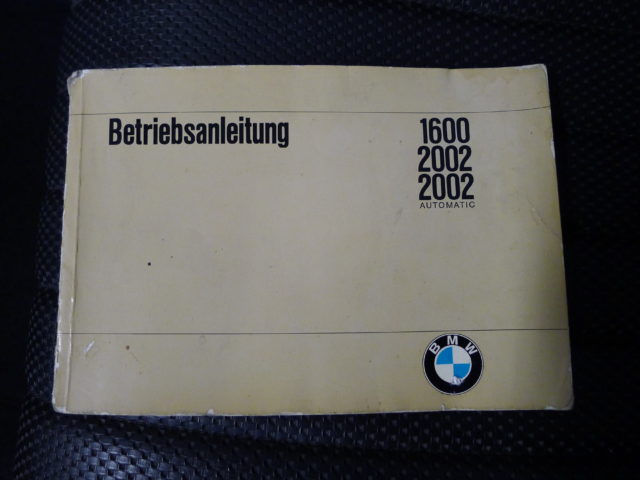 Betriebsanleitung
1600
2002
2002
AUTOMATIC
BMW